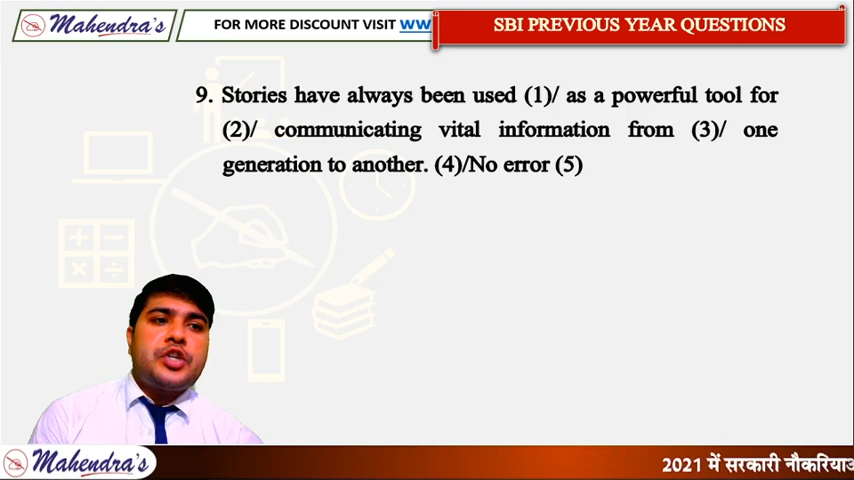 Mahendra's
FOR MORE DISCOUNT VISIT WW
SBI PREVIOUS YEAR QUESTIONS
9. Stories have always been used (1)/ as a powerful tool for
(2)/ communicating vital information from (3)/ one
generation to another. (4)/No error (5)
Mahendra's
2021 में सरकारी नौकरिया